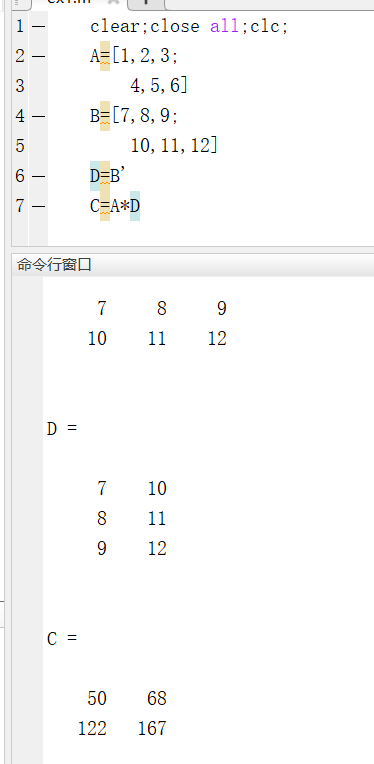 1 — clear;close all;clc;
2 — A=[1,2,3;
3 4,5,6]
4 — B=[7,8,9;
5 10,11,12]
6 — D=B'
7 — C=A*D
命令行窗口
7 8 9
10 11 12
D =
7 10
8 11
9 12
C =
50 68
122 167